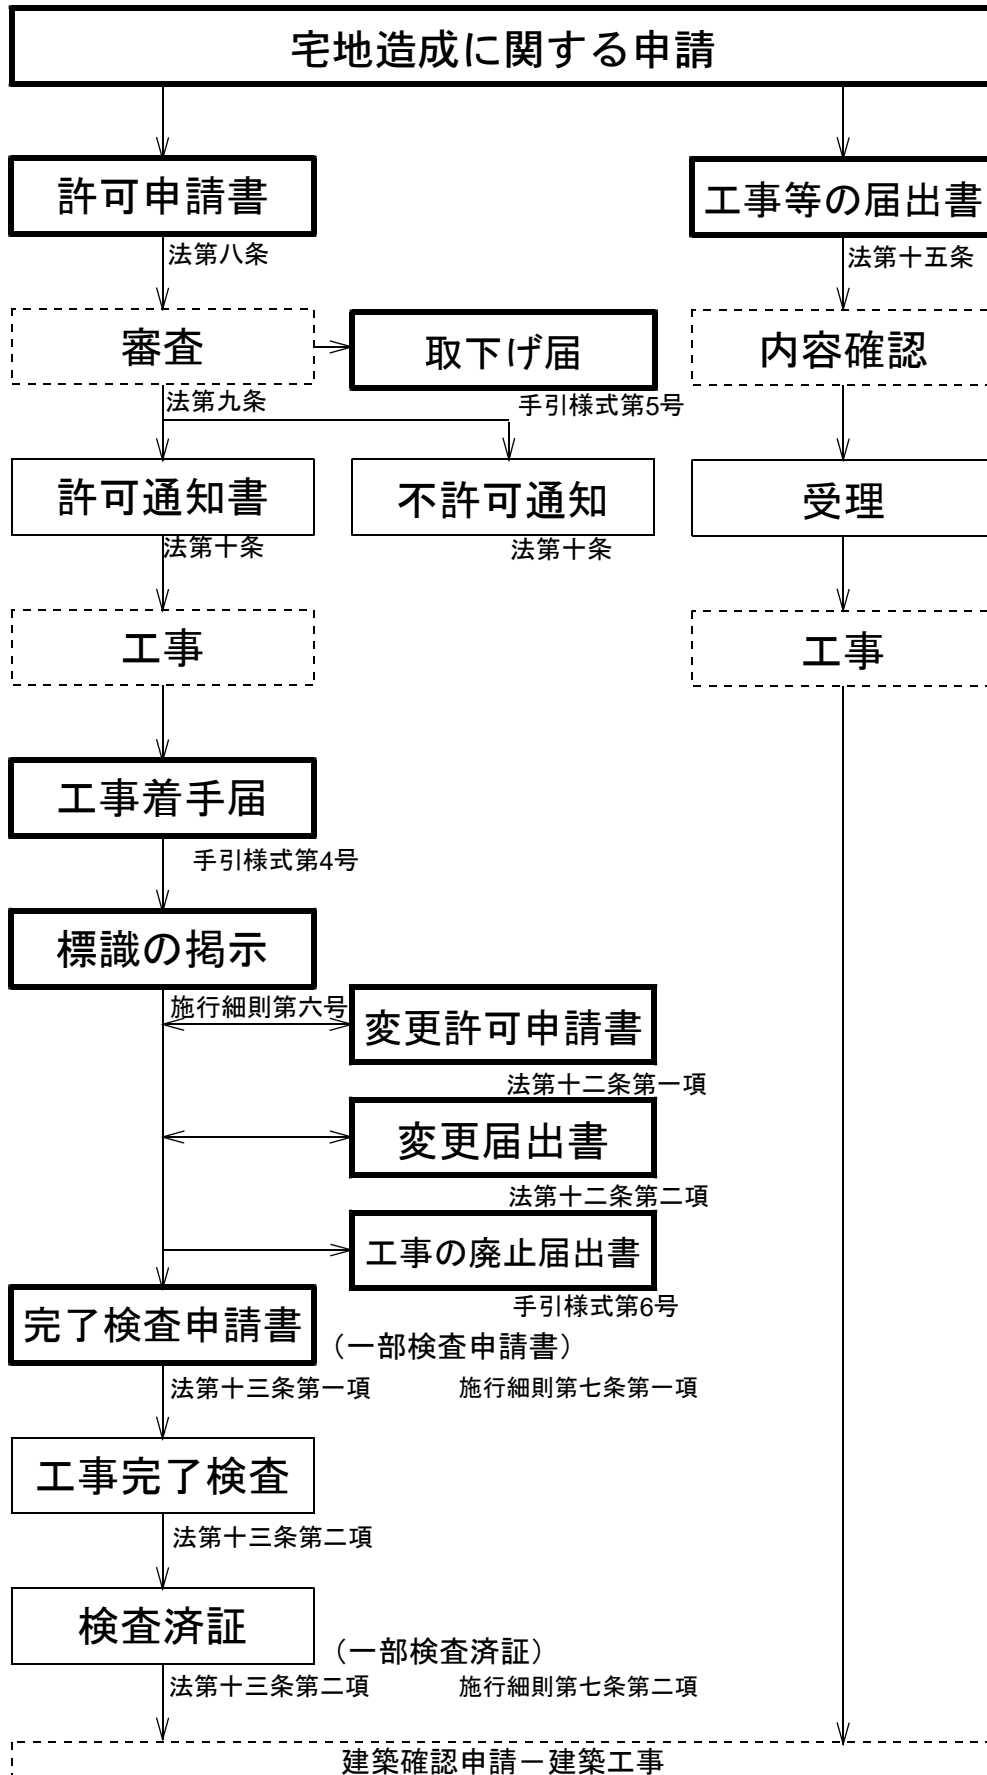 宅地造成に関する申請
許可申請書
工事等の届出書
法第八条
法第十五条
審査
取下げ届
内容確認
法第九条
手引様式第5号
許可通知書
不許可通知
受理
法第十条
法第十条
工事
工事
工事着手届
手引様式第4号
標識の掲示
施行細則第六号
変更許可申請書
法第十二条第一項
変更届出書
法第十二条第二項
工事の廃止届出書
手引様式第6号
完了検査申請書
（一部検査申請書）
法第十三条第一項
施行細則第七条第一項
工事完了検査
法第十三条第二項
検査済証
（一部検査済証）
法第十三条第二項
施行細則第七条第二項
建築確認申請－建築工事